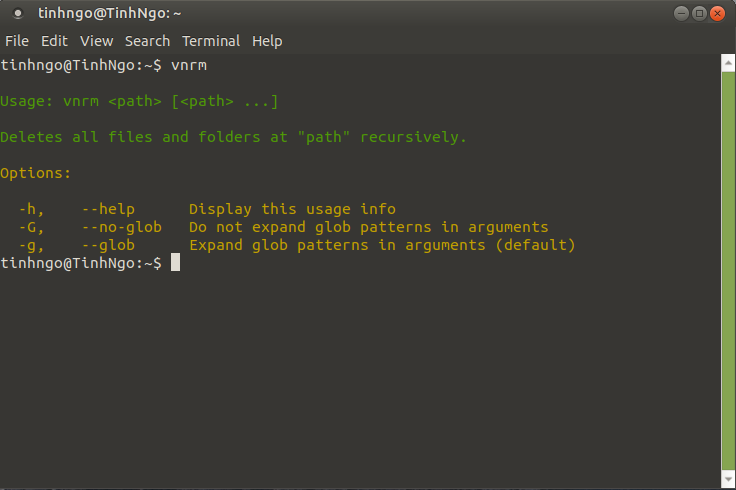 tinhngo@TinhNgo: ~
File Edit View Search Terminal Help
tinhngo@TinhNgo:~$ vnrm
Usage: vnrm <path> [<path> ...]
Deletes all files and folders at "path" recursively.
Options:
-h, --help Display this usage info
-G, --no-glob Do not expand glob patterns in arguments
-g, --glob Expand glob patterns in arguments (default)
tinhngo@TinhNgo:~$